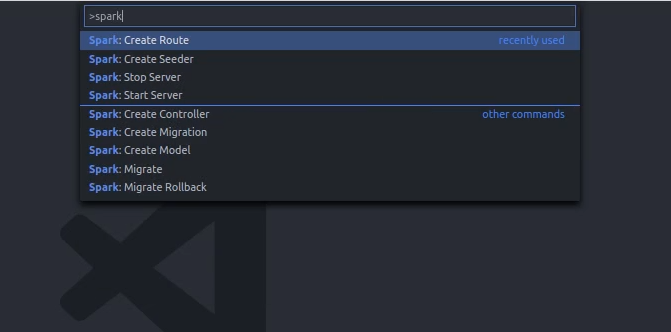 >spark
Spark: Create Route recently used
Spark: Create Seeder
Spark: Stop Server
Spark: Start Server
Spark: Create Controller other commands
Spark: Create Migration
Spark: Create Model
Spark: Migrate
Spark: Migrate Rollback